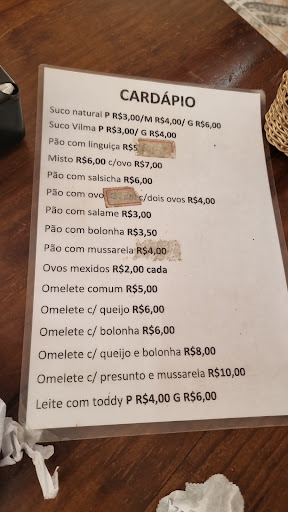 CARDÁPIO
Suco natural P R$3,00/M R$4,00/ G R$6,00
Suco Vilma P R$3,00/ G R$4,00
Pão com linguiça R$5
Misto R$6,00 c/ovo R$7,00
Pão com salsicha R$6,00
Pão com ovo c/dois ovos R$4,00
Pão com salame R$3,00
Pão com bolonha R$3,50
Pão com mussarela R$4,00
Ovos mexidos R$2,00 cada
Omelete comum R$5,00
Omelete c/ queijo R$6,00
Omelete c/ bolonha R$6,00
Omelete c/ queijo e bolonha R$8,00
Omelete c/ presunto e mussarela R$10,00
Leite com toddy P R$4,00 G R$6,00